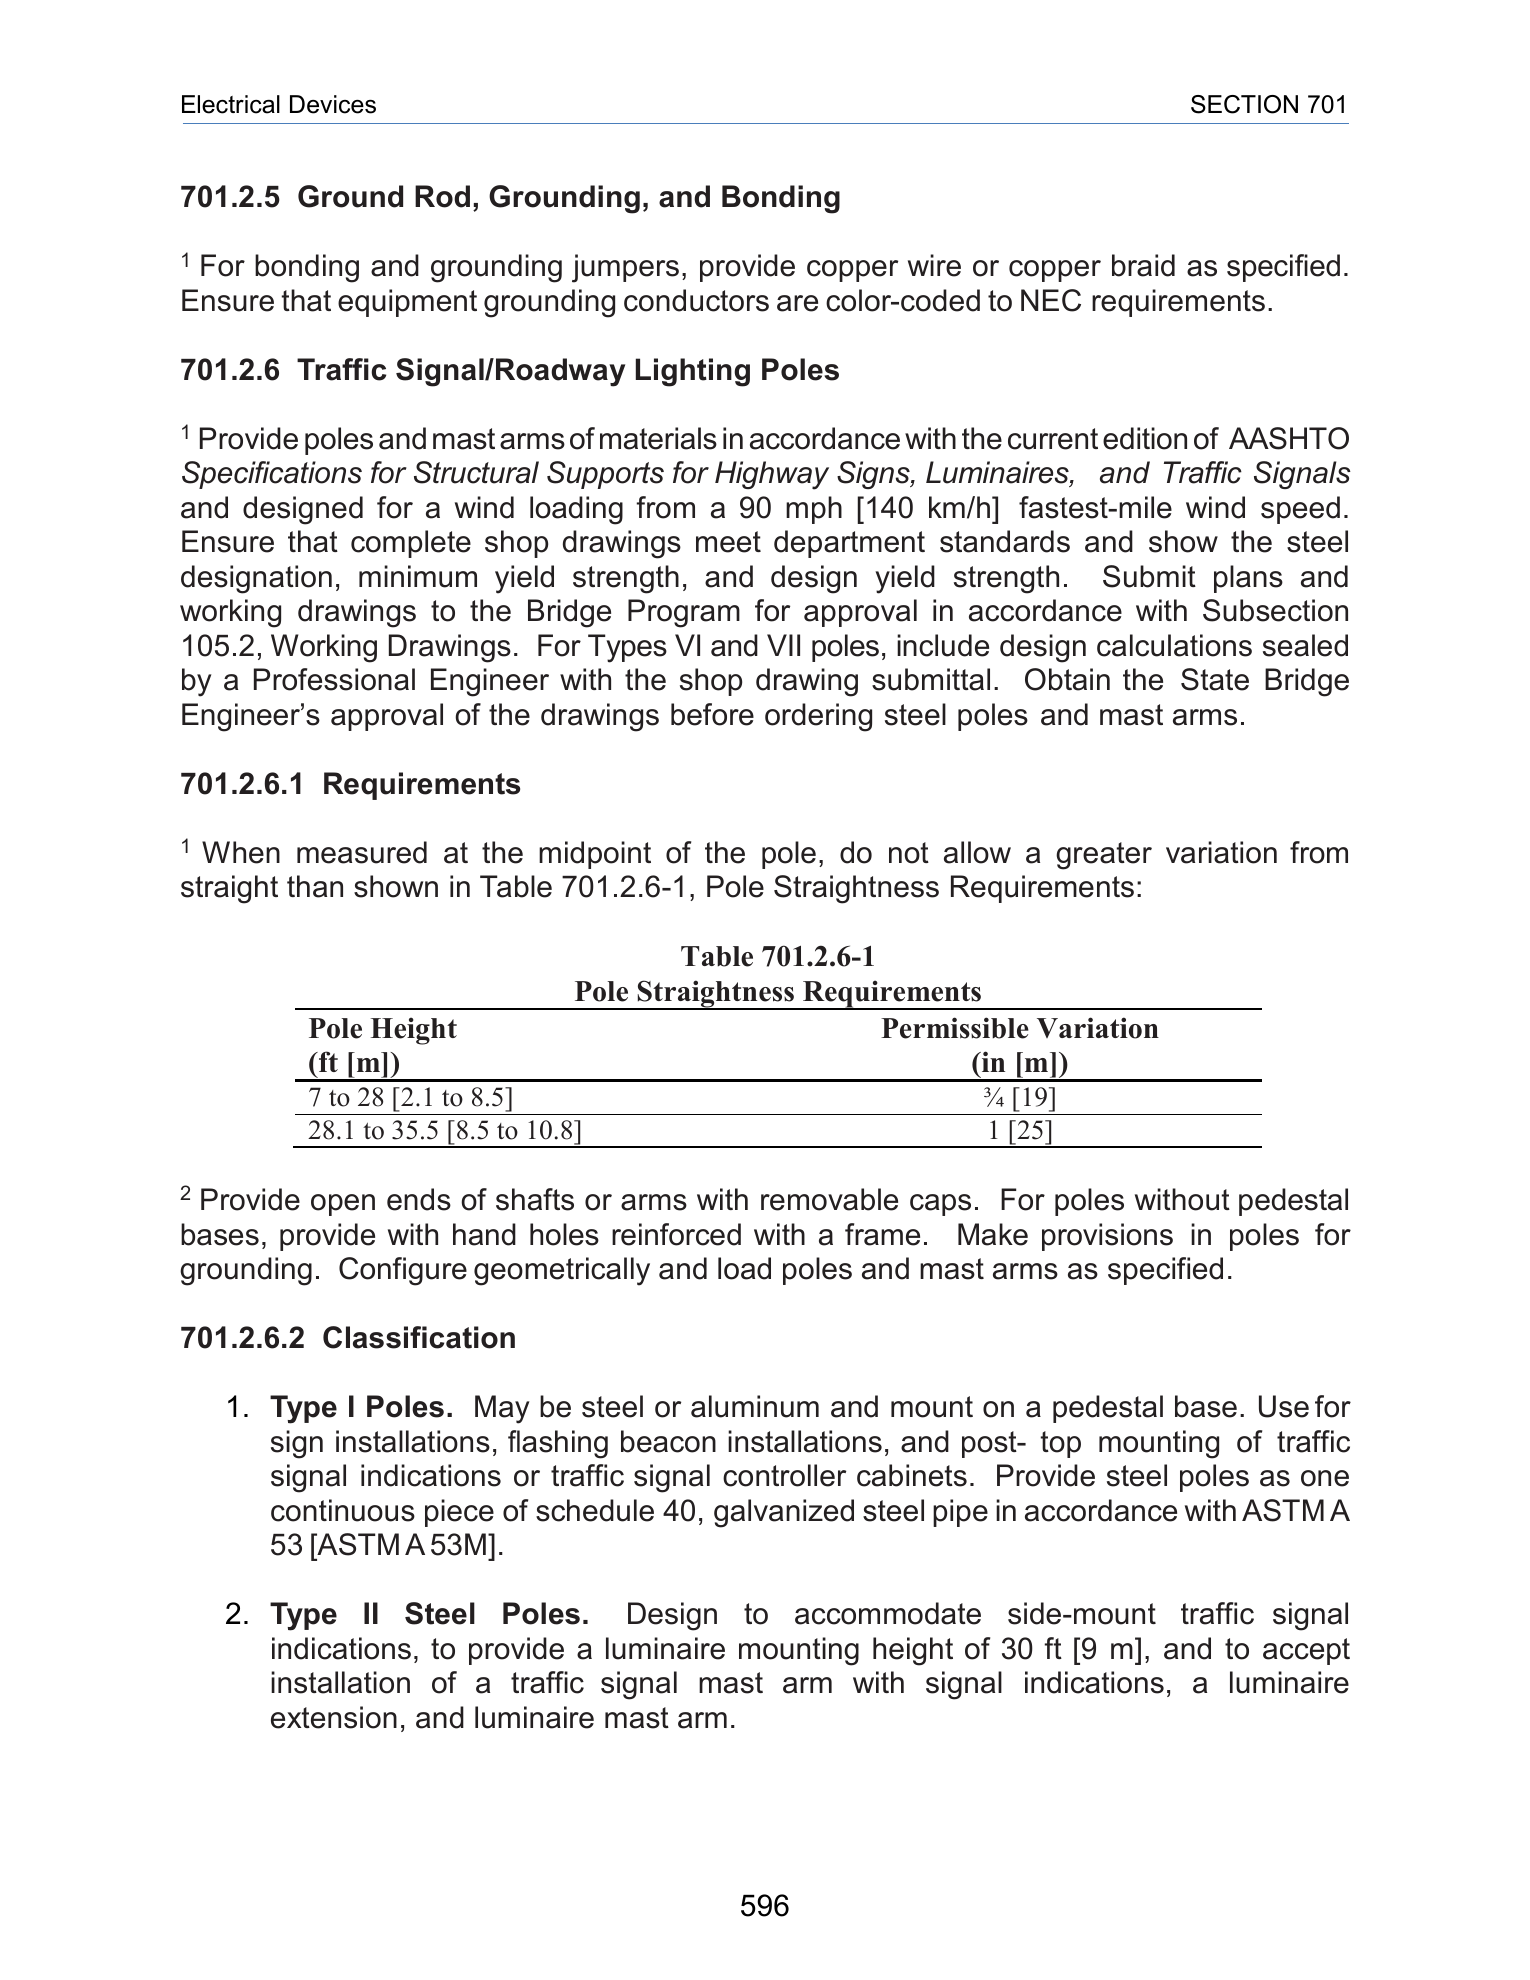 Electrical Devices SECTION 701
701.2.5 Ground Rod, Grounding, and Bonding
1 For bonding and grounding jumpers, provide copper wire or copper braid as specified.
Ensure that equipment grounding conductors are color-coded to NEC requirements.
701.2.6 Traffic Signal/Roadway Lighting Poles
1 Provide poles and mast arms of materials in accordance with the current edition of AASHTO
Specifications for Structural Supports for Highway Signs, Luminaires, and Traffic Signals
and designed for a wind loading from a 90 mph [140 km/h] fastest-mile wind speed.
Ensure that complete shop drawings meet department standards and show the steel
designation, minimum yield strength, and design yield strength. Submit plans and
working drawings to the Bridge Program for approval in accordance with Subsection
105.2, Working Drawings. For Types VI and VII poles, include design calculations sealed
by a Professional Engineer with the shop drawing submittal. Obtain the State Bridge
Engineer’s approval of the drawings before ordering steel poles and mast arms.
701.2.6.1 Requirements
1 When measured at the midpoint of the pole, do not allow a greater variation from
straight than shown in Table 701.2.6-1, Pole Straightness Requirements:
Table 701.2.6-1
Pole Straightness Requirements
Pole Height Permissible Variation
(ft [m]) (in [m])
7 to 28 [2.1 to 8.5] ¾ [19]
28.1 to 35.5 [8.5 to 10.8] 1 [25]
2 Provide open ends of shafts or arms with removable caps. For poles without pedestal
bases, provide with hand holes reinforced with a frame. Make provisions in poles for
grounding. Configure geometrically and load poles and mast arms as specified.
701.2.6.2 Classification
1. Type I Poles. May be steel or aluminum and mount on a pedestal base. Use for
sign installations, flashing beacon installations, and post- top mounting of traffic
signal indications or traffic signal controller cabinets. Provide steel poles as one
continuous piece of schedule 40, galvanized steel pipe in accordance with ASTM A
53 [ASTM A 53M].
2. Type II Steel Poles. Design to accommodate side-mount traffic signal
indications, to provide a luminaire mounting height of 30 ft [9 m], and to accept
installation of a traffic signal mast arm with signal indications, a luminaire
extension, and luminaire mast arm.
596